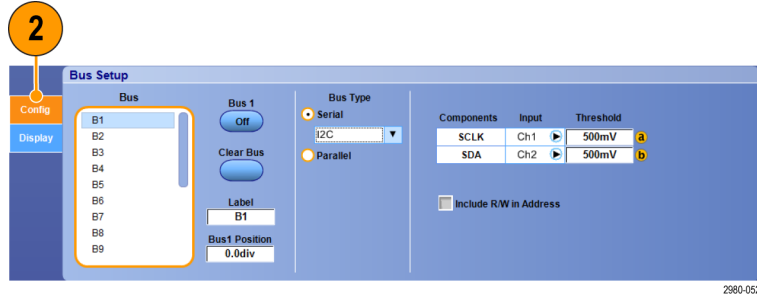 2
Bus Setup
Config
Display
Bus
B1
B2
B3
B4
B5
B6
B7
B8
B9
Bus 1
Off
Clear Bus
Label
B1
Bus1 Position
0.0div
Bus Type
Serial
I2C
Parallel
Components Input Threshold
SCLK Ch1 500mV a
SDA Ch2 500mV b
Include R/W in Address
2980-052